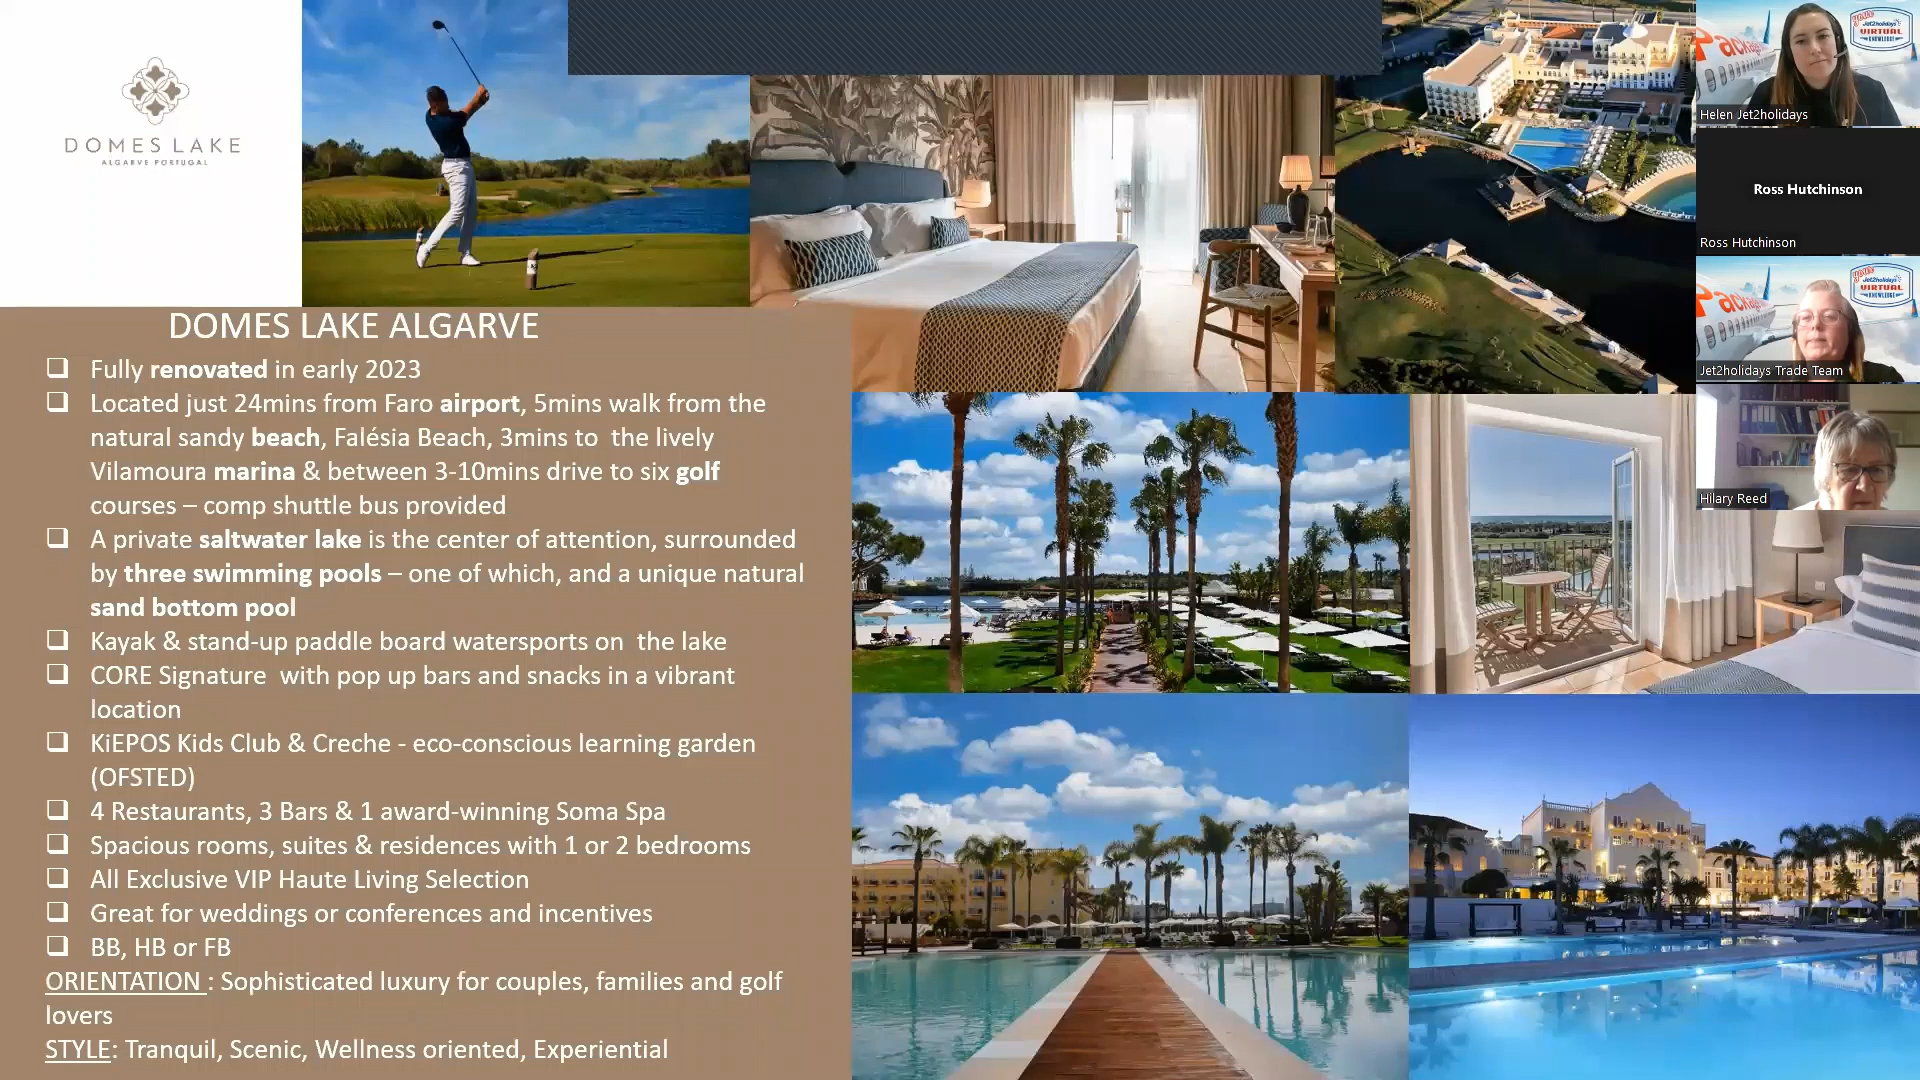 DOMES LAKE
ALGARVE PORTUGAL
DOMES LAKE ALGARVE
Fully renovated in early 2023
Located just 24mins from Faro airport, 5mins walk from the
natural sandy beach, Falésia Beach, 3mins to the lively
Vilamoura marina & between 3-10mins drive to six golf
courses – comp shuttle bus provided
A private saltwater lake is the center of attention, surrounded
by three swimming pools – one of which, and a unique natural
sand bottom pool
Kayak & stand-up paddle board watersports on the lake
CORE Signature with pop up bars and snacks in a vibrant
location
KiEPOS Kids Club & Creche - eco-conscious learning garden
(OFSTED)
4 Restaurants, 3 Bars & 1 award-winning Soma Spa
Spacious rooms, suites & residences with 1 or 2 bedrooms
All Exclusive VIP Haute Living Selection
Great for weddings or conferences and incentives
BB, HB or FB
ORIENTATION : Sophisticated luxury for couples, families and golf
lovers
STYLE: Tranquil, Scenic, Wellness oriented, Experiential
Jet2holidays
VIRTUAL
KNOWLEDGE
Helen Jet2holidays
Ross Hutchinson
Ross Hutchinson
Jet2holidays
VIRTUAL
KNOWLEDGE
Jet2holidays Trade Team
Hilary Reed